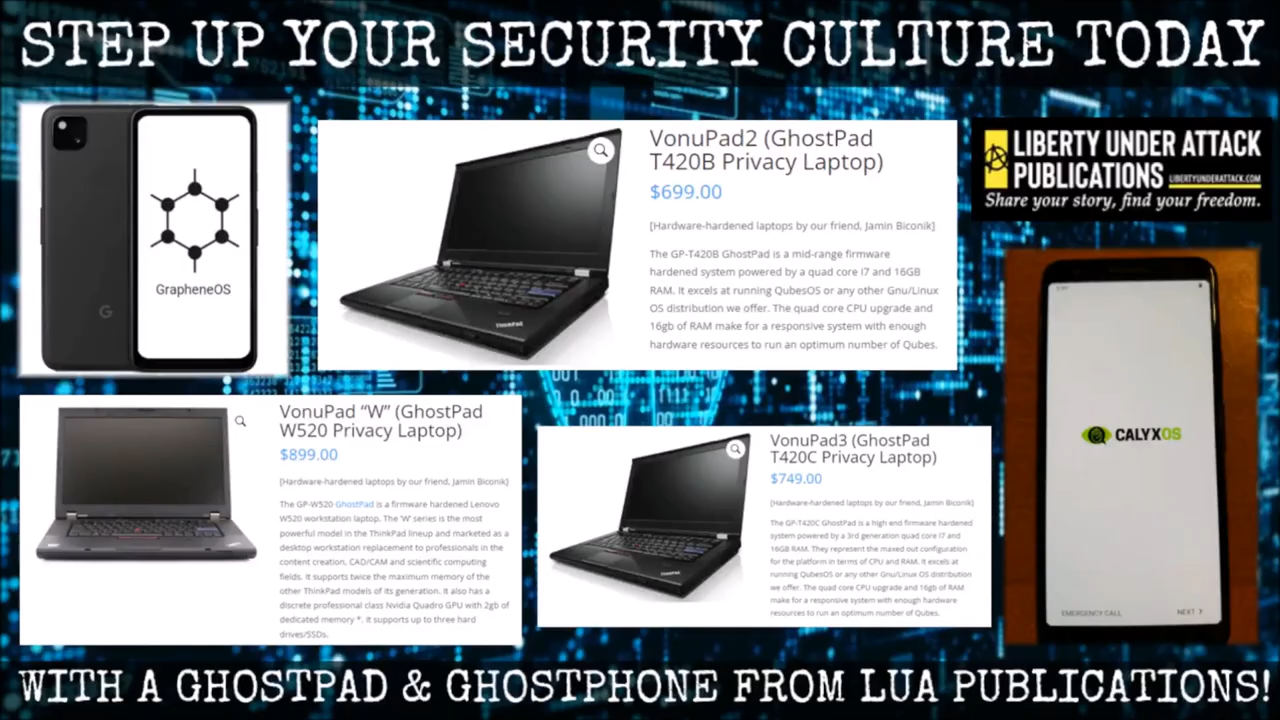 STEP UP YOUR SECURITY CULTURE TODAY
GrapheneOS
G
VonuPad2 (GhostPad
T420B Privacy Laptop)
$699.00
[Hardware-hardened laptops by our friend, Jamin Biconik]
The GP-T420B GhostPad is a mid-range firmware
hardened system powered by a quad core i7 and 16GB
RAM. It excels at running QubesOS or any other Gnu/Linux
OS distribution we offer. The quad core CPU upgrade and
16gb of RAM make for a responsive system with enough
hardware resources to run an optimum number of Qubes.
ThinkPad
LIBERTY UNDER ATTACK
PUBLICATIONS
LIBERTYUNDERATTACK.COM
Share your story, find your freedom.
VonuPad "W" (GhostPad
W520 Privacy Laptop)
$899.00
[Hardware-hardened laptops by our friend, Jamin Biconik]
The GP-W520 GhostPad is a firmware hardened Lenovo
W520 workstation laptop. The 'W' series is the most
powerful model in the ThinkPad lineup and marketed as a
desktop workstation replacement to professionals in the
content creation, CAD/CAM and scientific computing
fields. It supports twice the maximum memory of the
other ThinkPad models of its generation. It also has a
discrete professional class Nvidia Quadro GPU with 2gb of
dedicated memory *. It supports up to three hard
drives/SSDs.
VonuPad3 (GhostPad
T420C Privacy Laptop)
$749.00
[Hardware-hardened laptops by our friend, Jamin Biconik]
The GP-T420C GhostPad is a high end firmware hardened
system powered by a 3rd generation quad core i7 and
16GB RAM. They represent the maxed out configuration
for the platform in terms of CPU and RAM. It excels at
running QubesOS or any other Gnu/Linux OS distribution
we offer. The quad core CPU upgrade and 16gb of RAM
make for a responsive system with enough hardware
resources to run an optimum number of Qubes.
ThinkPad
CALYXOS
EMERGENCY CALL
NEXT >
WITH A GHOSTPAD & GHOSTPHONE FROM LUA PUBLICATIONS!